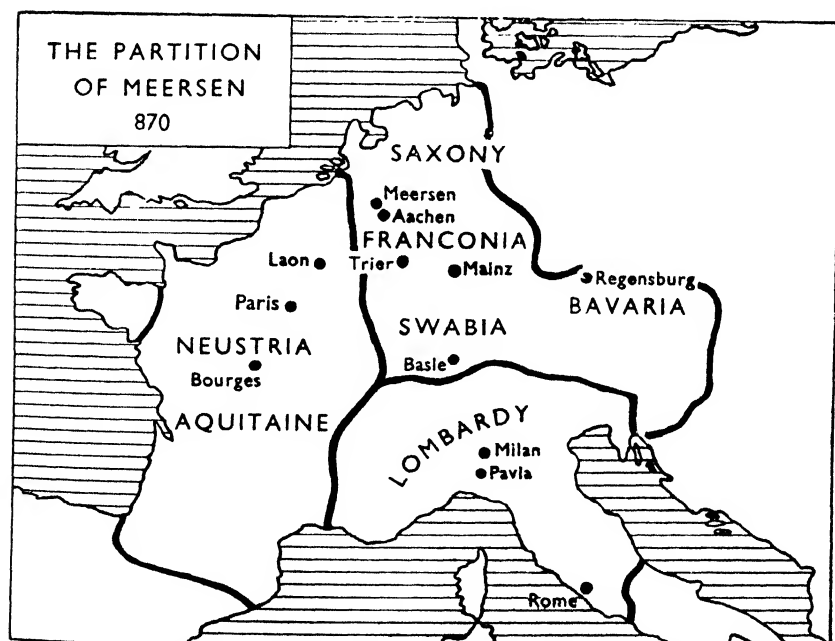 THE PARTITION
OF MEERSEN
870
SAXONY
Meersen
Aachen
FRANCONIA
Laon
Trier
Mainz
Regensburg
BAVARIA
Paris
SWABIA
NEUSTRIA
Basle
Bourges
AQUITAINE
LOMBARDY
Milan
Pavia
Rome